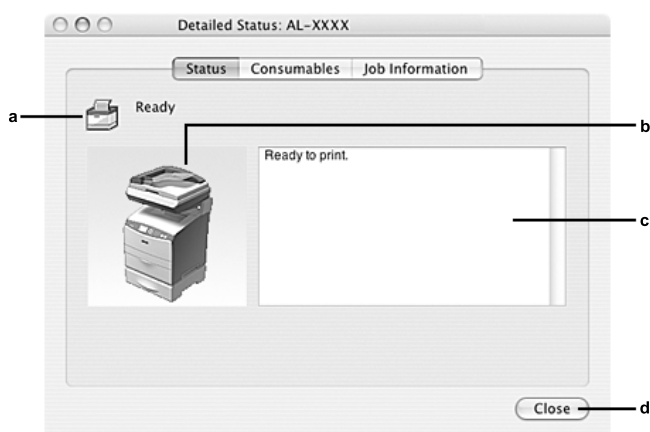 Detailed Status: AL-XXXX
Status Consumables Job Information
a
Ready
b
Ready to print.
c
Close
d